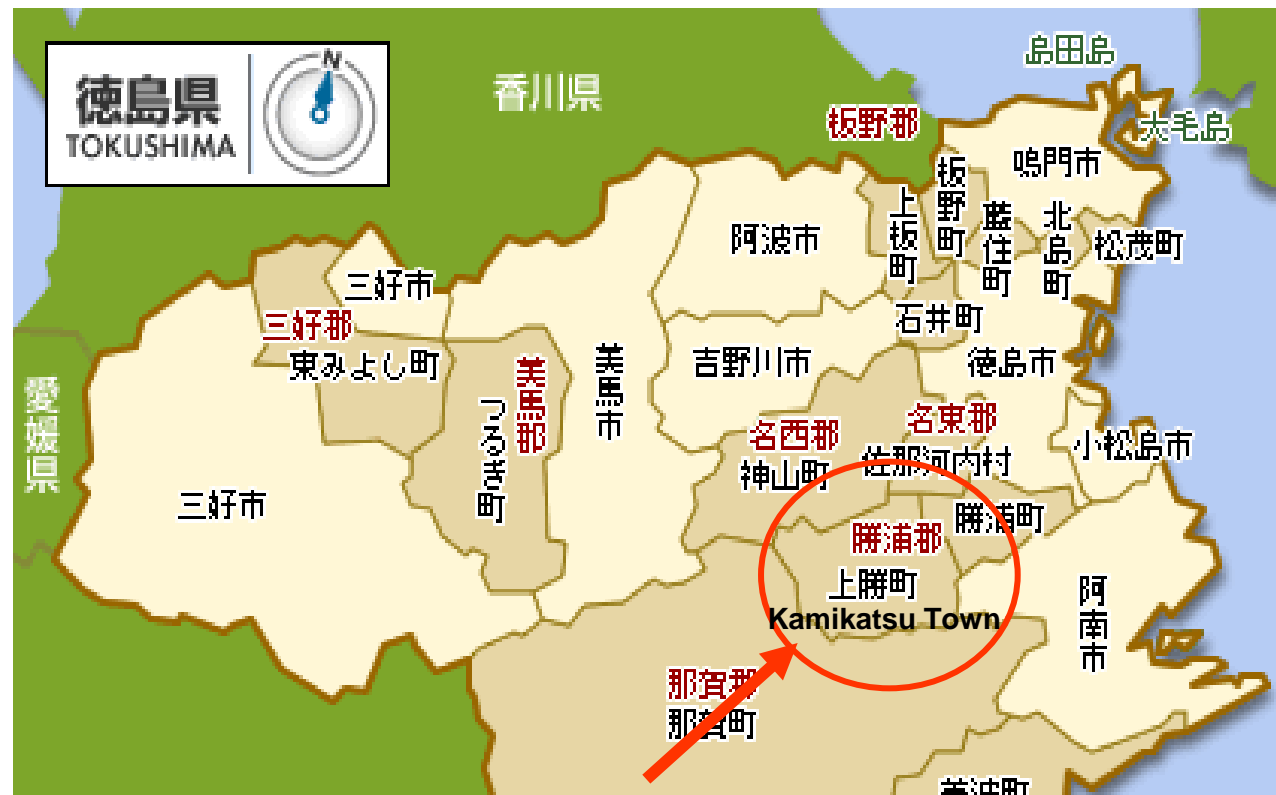 徳島県
TOKUSHIMA
N
香川県
島田島
大毛島
板野郡
鳴門市
板野町
上板町
藍住町
北島町
松茂町
阿波市
三好市
三好郡
東みよし町
石井町
吉野川市
徳島市
美馬郡
つるぎ町
美馬市
愛媛県
名西郡
神山町
名東郡
佐那河内村
小松島市
三好市
勝浦郡
勝浦町
上勝町
Kamikatsu Town
阿南市
那賀郡
那賀町
美波町